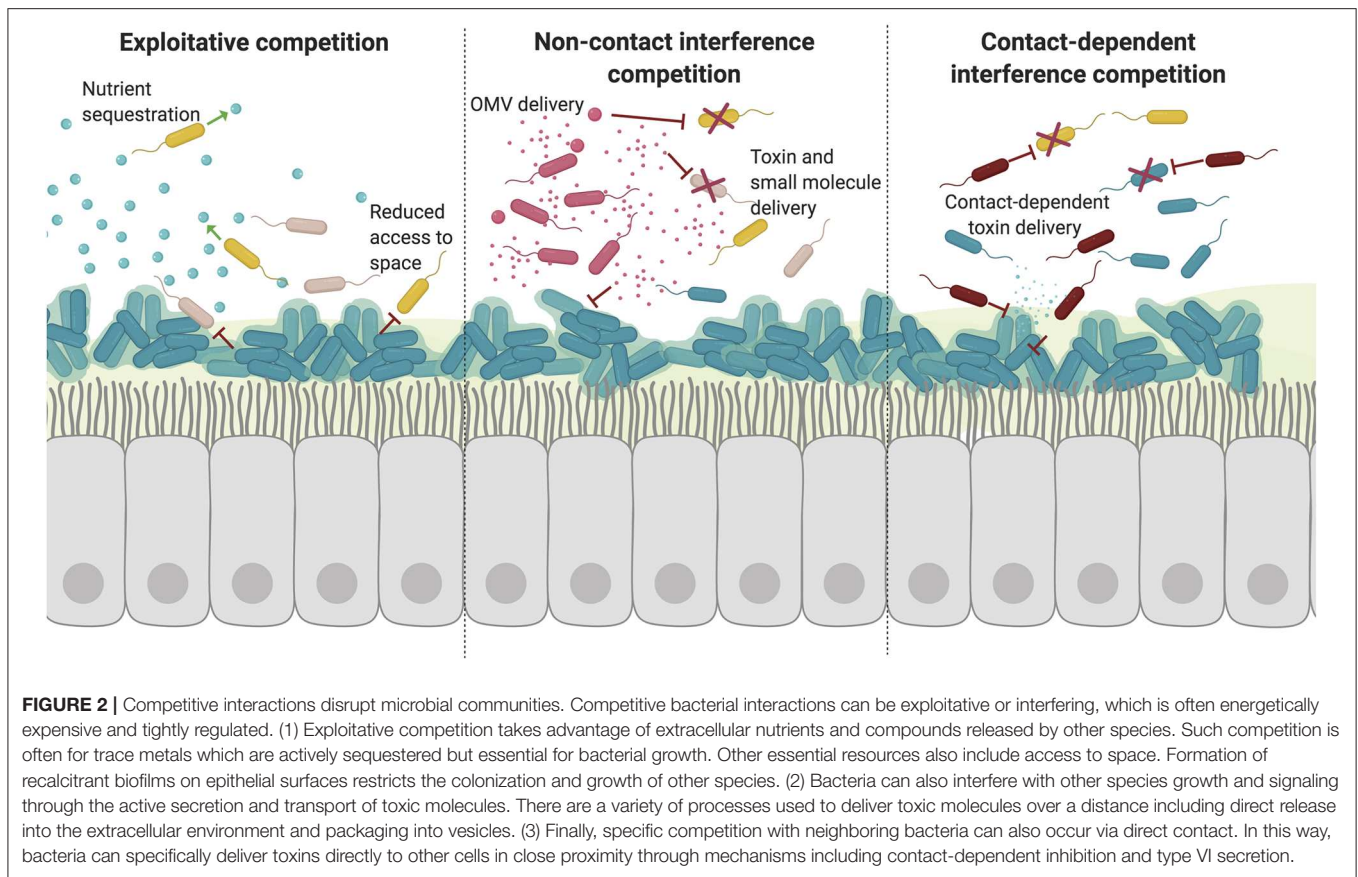 Exploitative competition
Nutrient
sequestration
Reduced
access to
space
Non-contact interference
competition
OMV delivery
Toxin and
small molecule
delivery
Contact-dependent
interference competition
Contact-dependent
toxin delivery
FIGURE 2 | Competitive interactions disrupt microbial communities. Competitive bacterial interactions can be exploitative or interfering, which is often energetically
expensive and tightly regulated. (1) Exploitative competition takes advantage of extracellular nutrients and compounds released by other species. Such competition is
often for trace metals which are actively sequestered but essential for bacterial growth. Other essential resources also include access to space. Formation of
recalcitrant biofilms on epithelial surfaces restricts the colonization and growth of other species. (2) Bacteria can also interfere with other species growth and signaling
through the active secretion and transport of toxic molecules. There are a variety of processes used to deliver toxic molecules over a distance including direct release
into the extracellular environment and packaging into vesicles. (3) Finally, specific competition with neighboring bacteria can also occur via direct contact. In this way,
bacteria can specifically deliver toxins directly to other cells in close proximity through mechanisms including contact-dependent inhibition and type VI secretion.